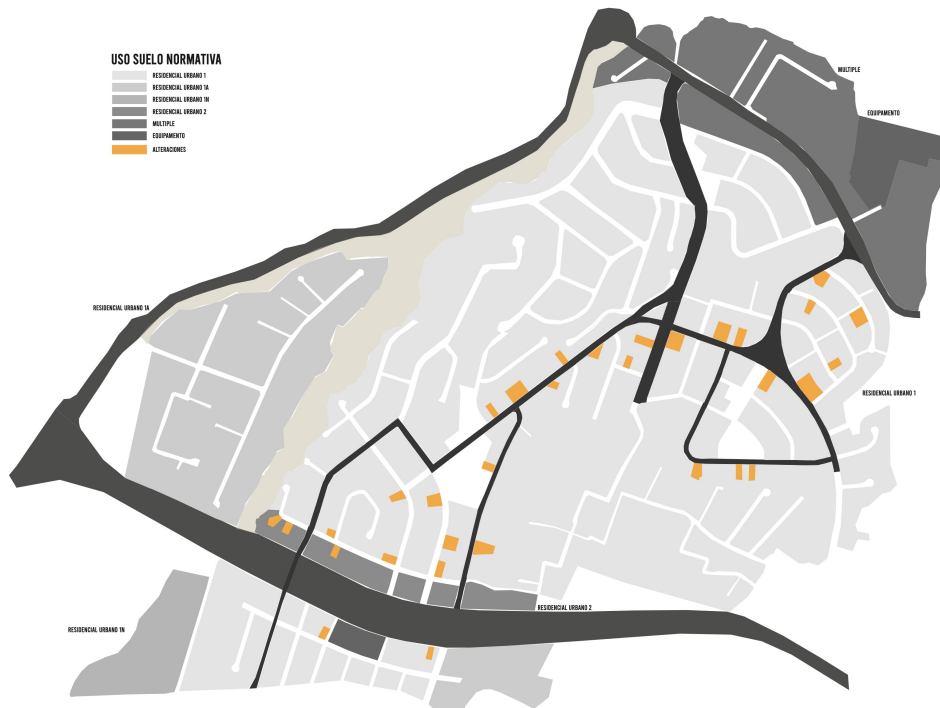 USO SUELO NORMATIVA
RESIDENCIAL URBANO 1
RESIDENCIAL URBANO 1A
RESIDENCIAL URBANO 1N
RESIDENCIAL URBANO 2
MULTIPLE
EQUIPAMENTO
ALTERACIONES
MULTIPLE
EQUIPAMENTO
RESIDENCIAL URBANO 1A
RESIDENCIAL URBANO 1
RESIDENCIAL URBANO 2
RESIDENCIAL URBANO 1N